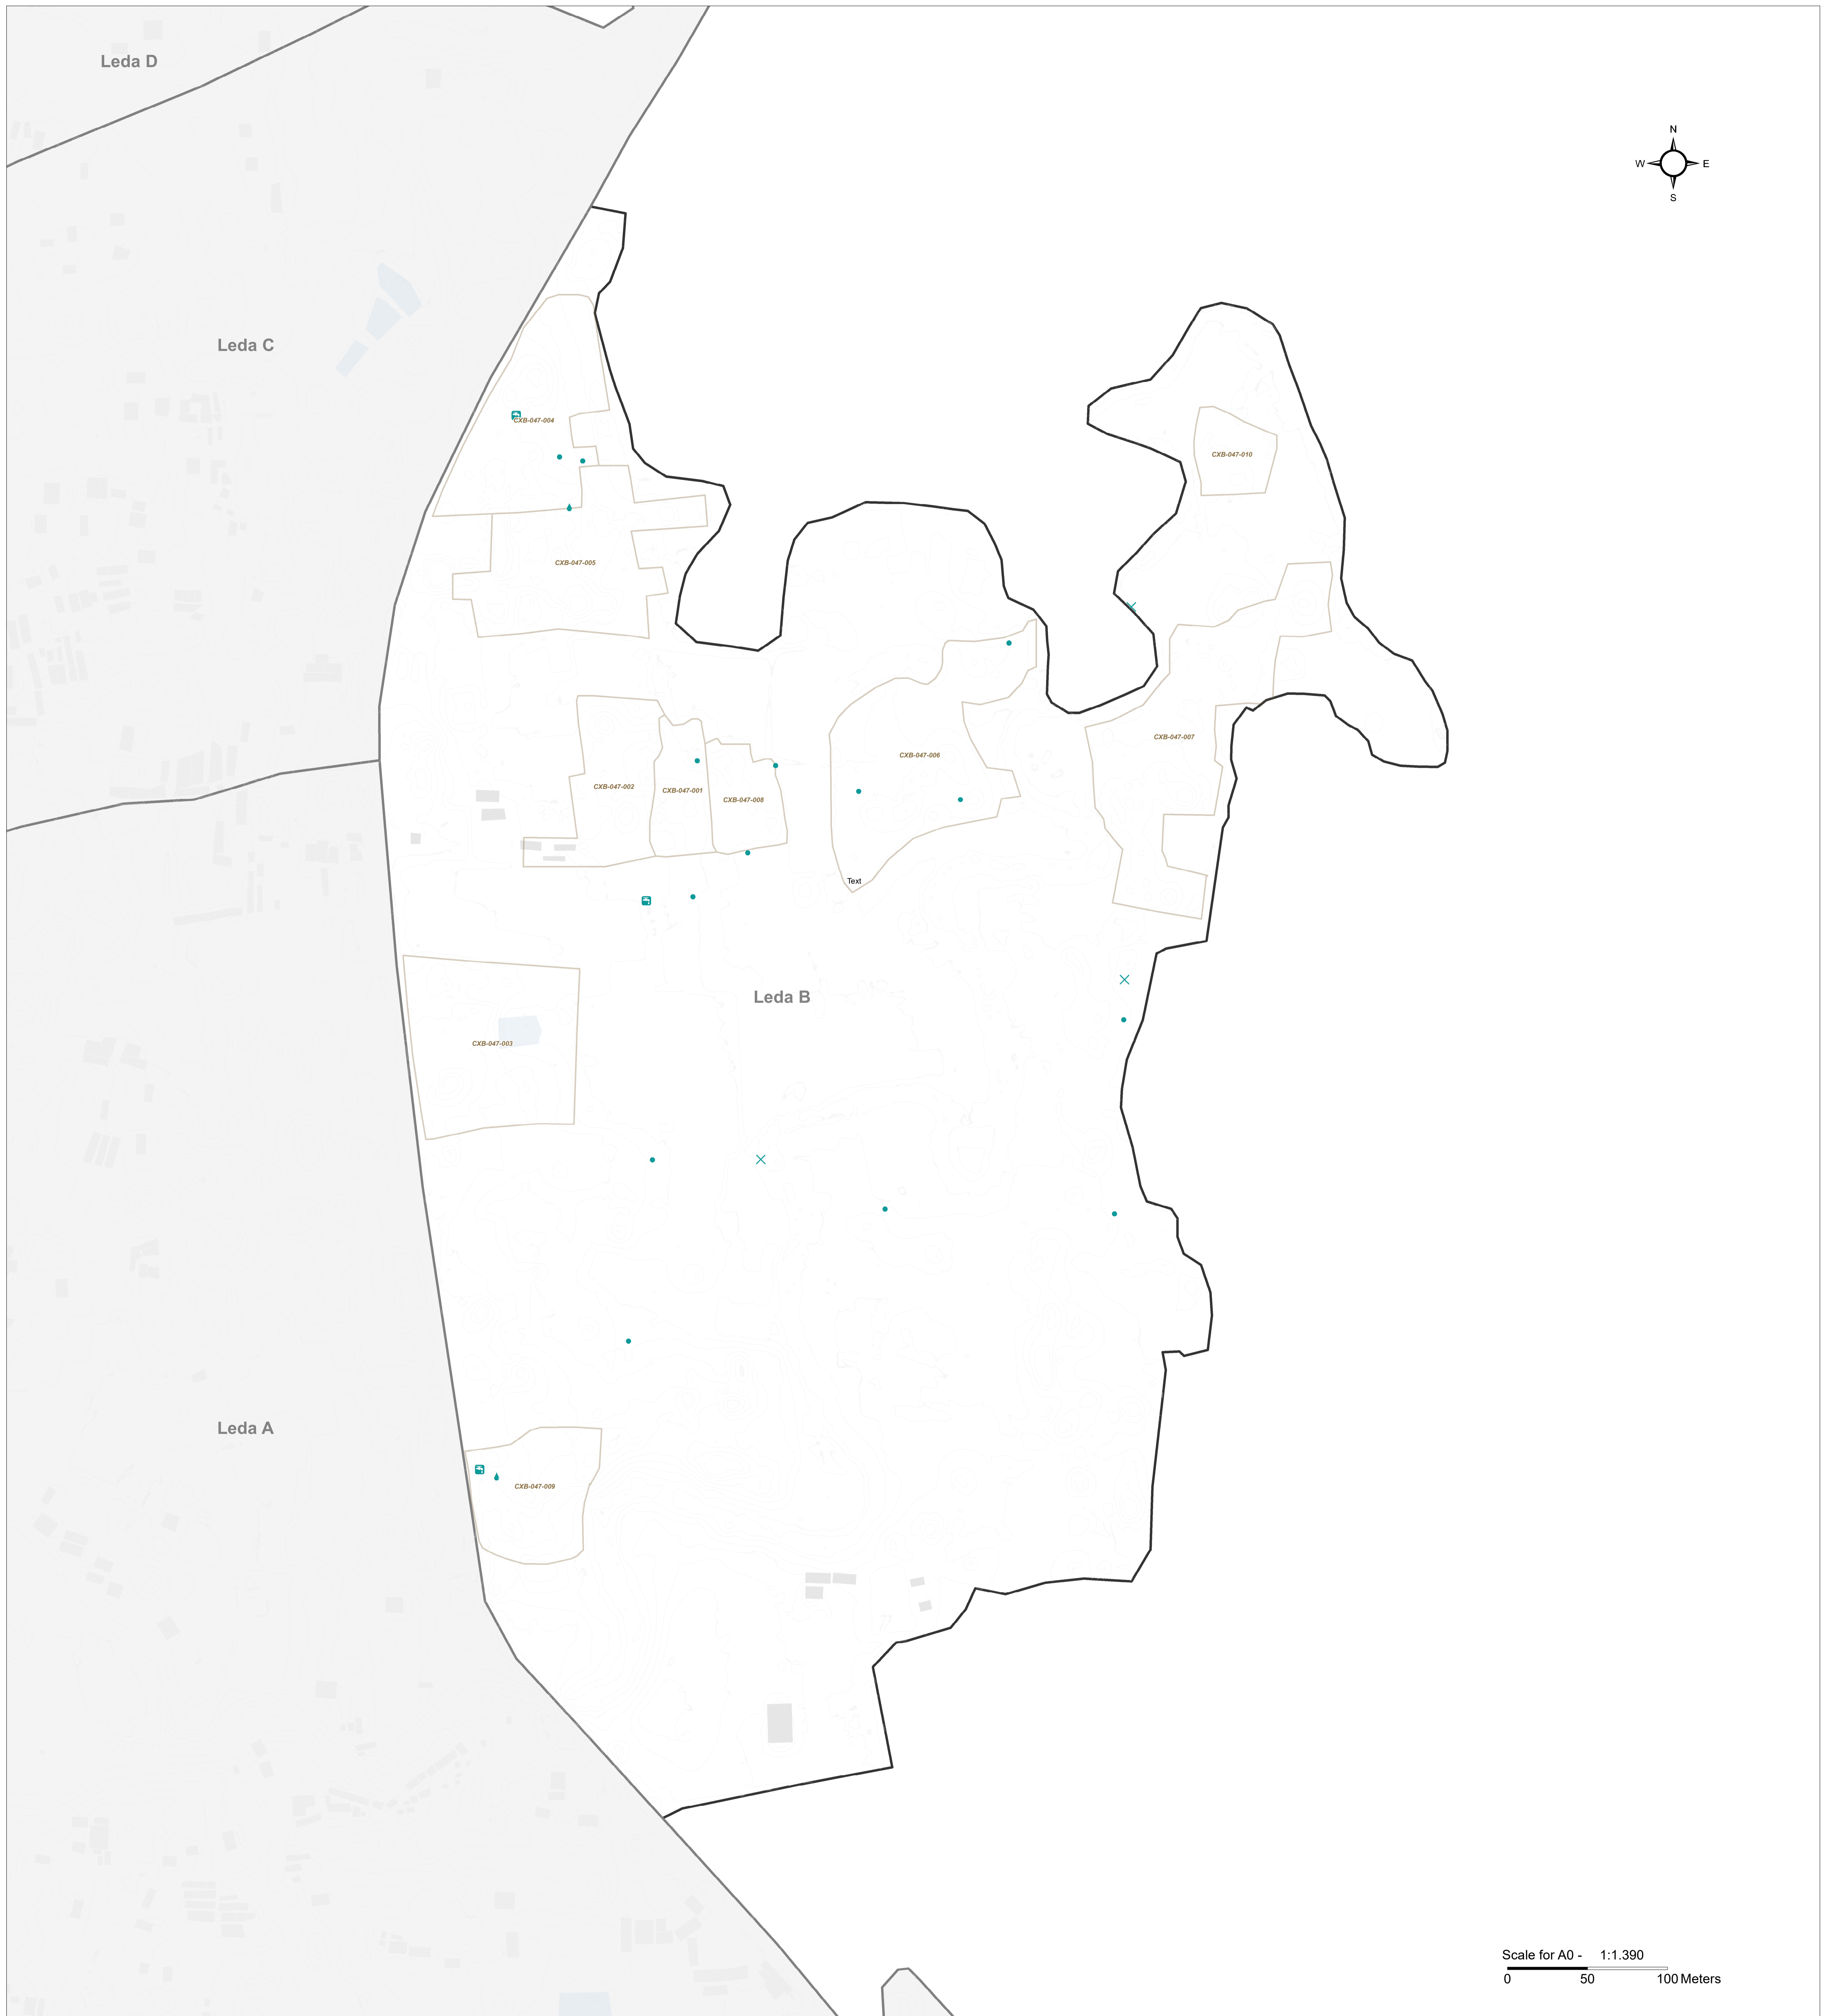 Leda D
N
W E
S
Leda C
CXB-047-004
CXB-047-010
CXB-047-005
CXB-047-007
CXB-047-006
CXB-047-002
CXB-047-001
CXB-047-008
Text
Leda B
CXB-047-003
Leda A
CXB-047-009
Scale for A0 - 1:1.390
0 50 100 Meters